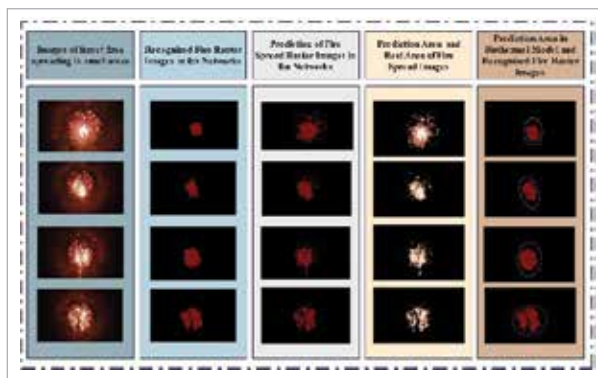 Images of forest fires
spreading in small areas
Recognized Fire Raster
Images in the Networks
Prediction of Fire
Spread Raster Images in
the Networks
Prediction Area and
Real Area of Fire
Spread Images
Prediction Area in
Model and
Recognized Fire Raster
Images